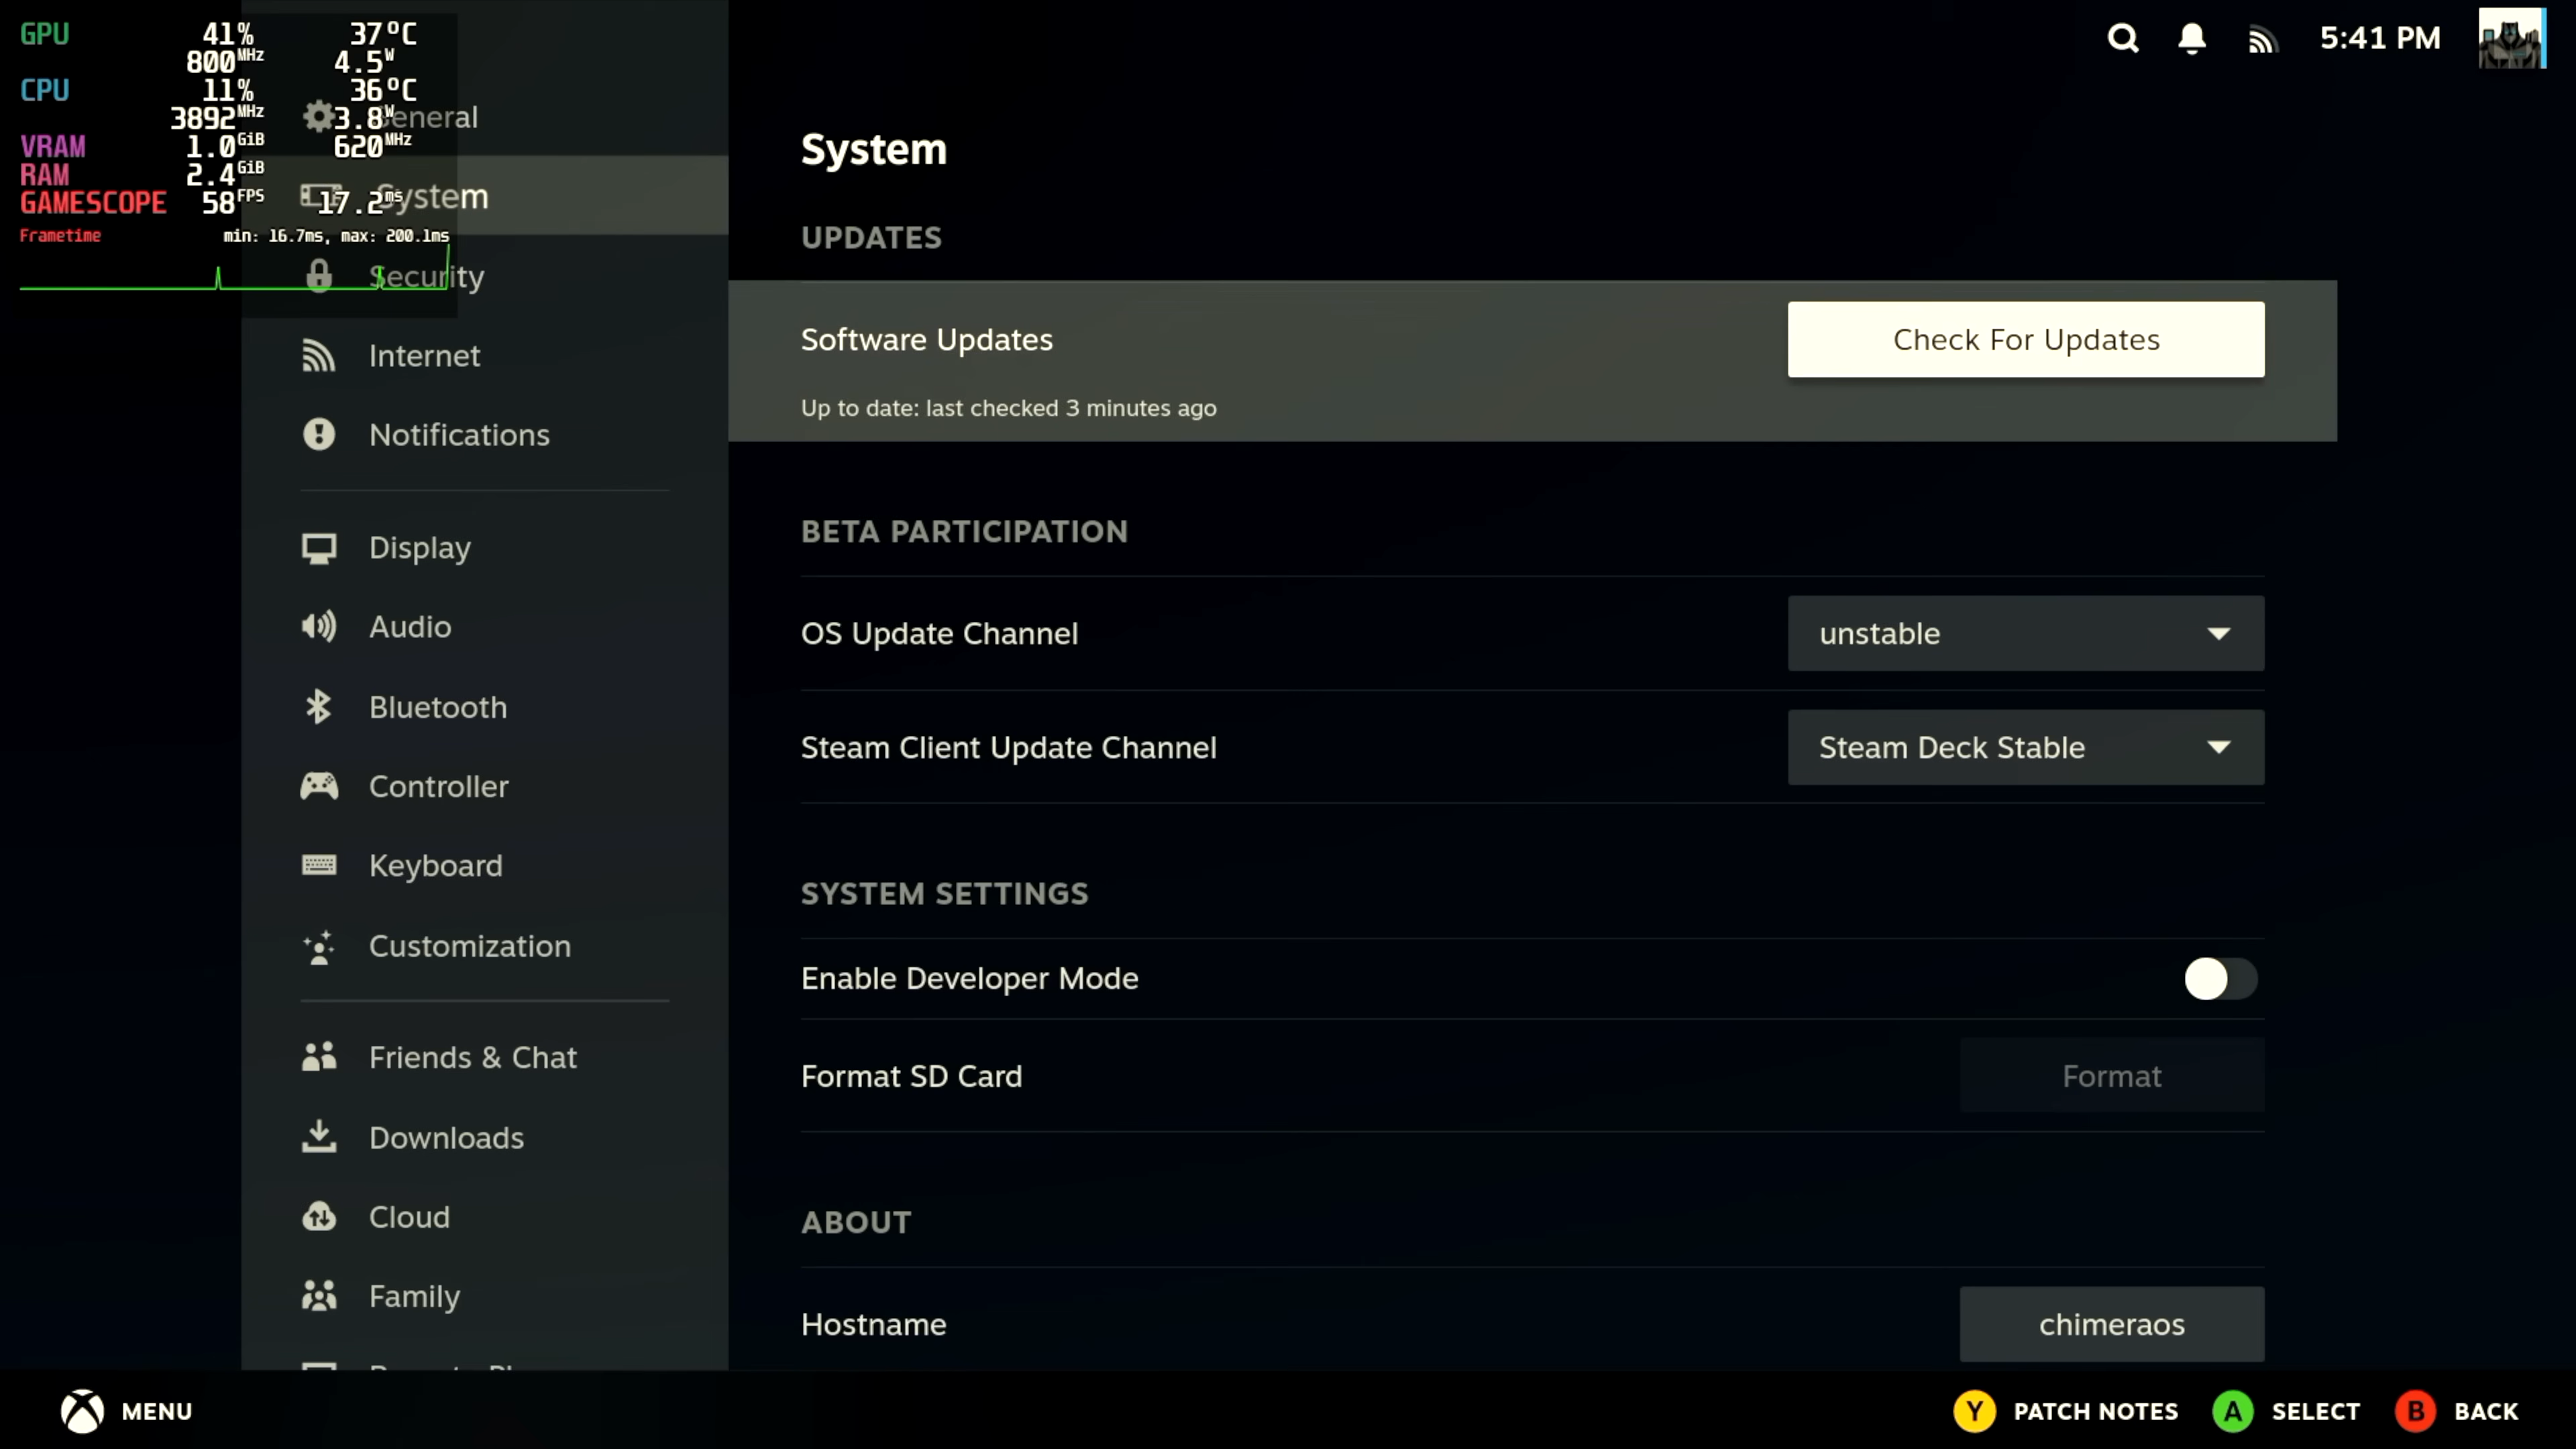 GPU 41% 37°C
800MHz 4.5W
CPU 11% 36°C
3892MHz 3.8W
VRAM 1.0GiB 620MHz
RAM 2.4GiB
GAMESCOPE 58FPS 17.2ms
Frametime min: 16.7ms, max: 200.1ms
5:41 PM
General
System
Security
Internet
Notifications
Display
Audio
Bluetooth
Controller
Keyboard
Customization
Friends & Chat
Downloads
Cloud
Family
System
UPDATES
Software Updates Check For Updates
Up to date: last checked 3 minutes ago
BETA PARTICIPATION
OS Update Channel unstable
Steam Client Update Channel Steam Deck Stable
SYSTEM SETTINGS
Enable Developer Mode
Format SD Card Format
ABOUT
Hostname chimeraos
MENU Y PATCH NOTES A SELECT B BACK